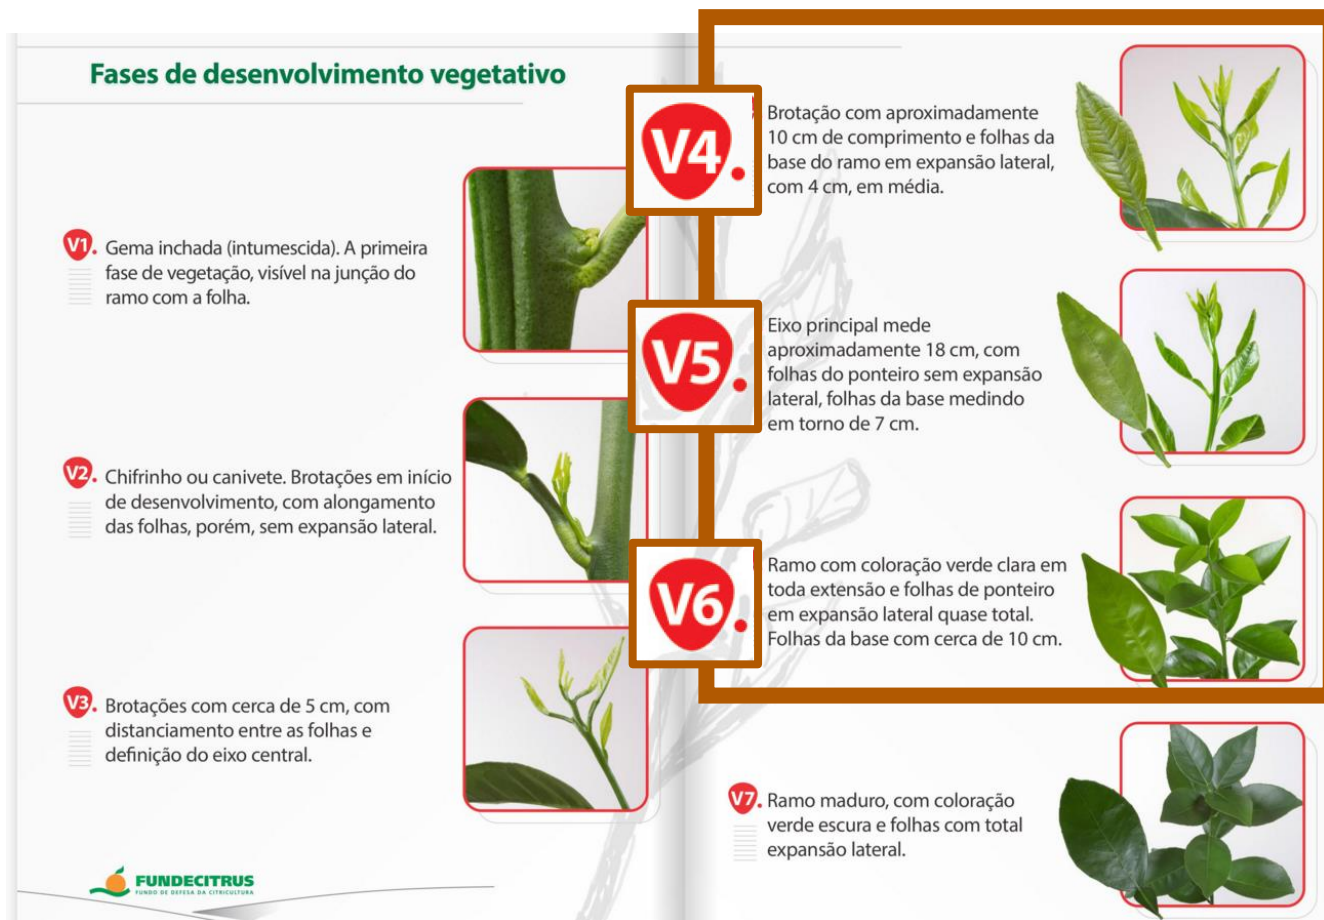 Fases de desenvolvimento vegetativo
V1. Gema inchada (intumescida). A primeira
fase de vegetação, visível na junção do
ramo com a folha.
V2. Chifrinho ou canivete. Brotações em início
de desenvolvimento, com alongamento
das folhas, porém, sem expansão lateral.
V3. Brotações com cerca de 5 cm, com
distanciamento entre as folhas e
definição do eixo central.
FUNDECITRUS
FUNDO DE DEFESA DA CITRICULTURA
V4. Brotação com aproximadamente
10 cm de comprimento e folhas da
base do ramo em expansão lateral,
com 4 cm, em média.
V5. Eixo principal mede
aproximadamente 18 cm, com
folhas do ponteiro sem expansão
lateral, folhas da base medindo
em torno de 7 cm.
V6. Ramo com coloração verde clara em
toda extensão e folhas de ponteiro
em expansão lateral quase total.
Folhas da base com cerca de 10 cm.
V7. Ramo maduro, com coloração
verde escura e folhas com total
expansão lateral.